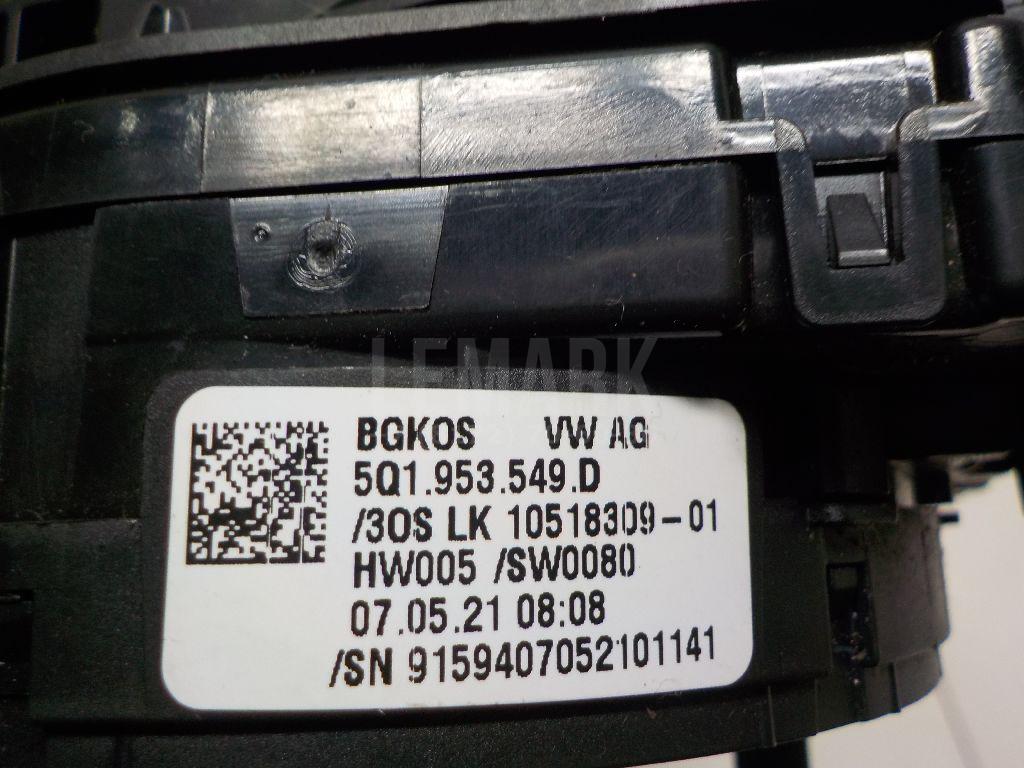 LEMARK
BGKOS VW AG
5Q1.953.549.D
/3OS LK 10518309-01
HW005 /SW0080
07.05.21 08:08
/SN 9159407052101141